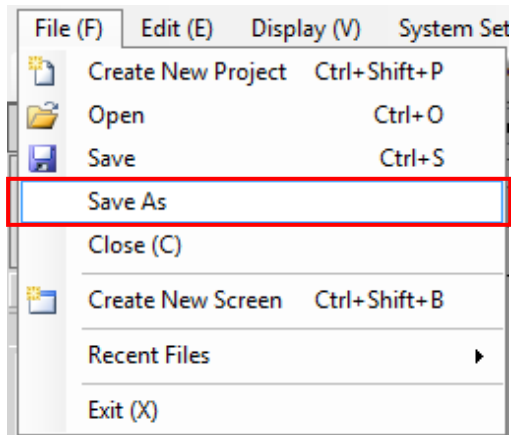 File (F) Edit (E) Display (V) System Set
Create New Project Ctrl+Shift+P
Open Ctrl+O
Save Ctrl+S
Save As
Close (C)
Create New Screen Ctrl+Shift+B
Recent Files
Exit (X)